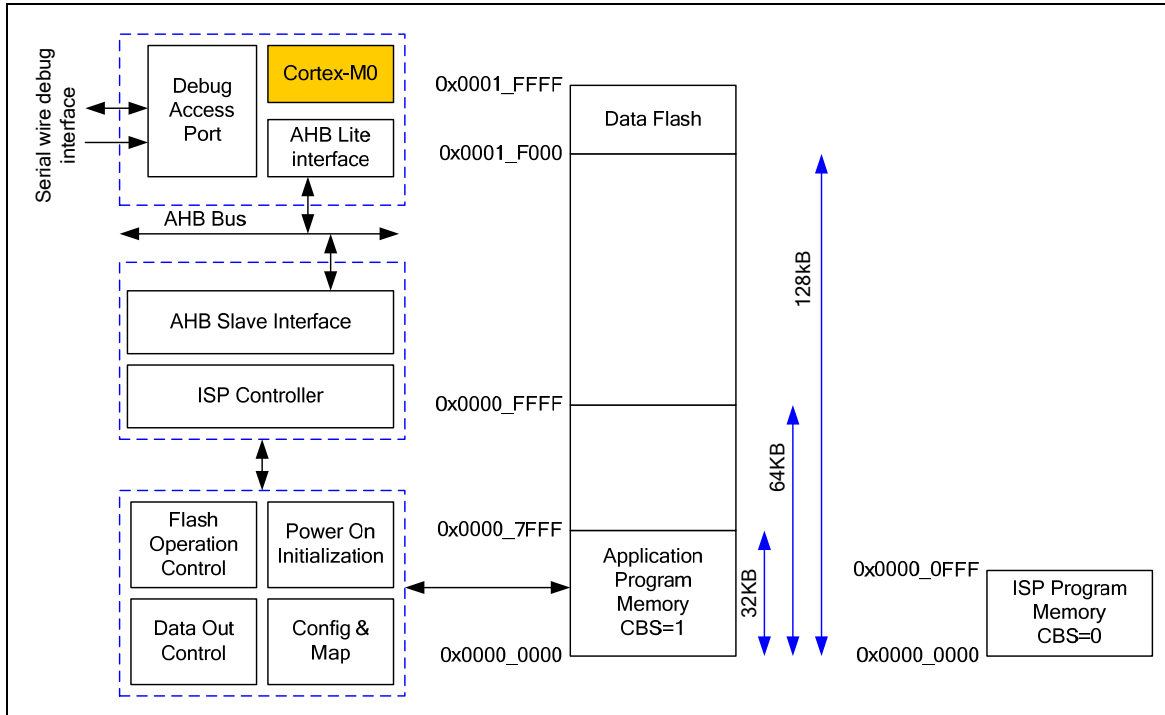 Serial wire debug
interface
Debug
Access
Port
Cortex-M0
AHB Lite
interface
AHB Bus
AHB Slave Interface
ISP Controller
Flash
Operation
Control
Power On
Initialization
Data Out
Control
Config &
Map
0x0001_FFFF
Data Flash
0x0001_F000
0x0000_FFFF
0x0000_7FFF
Application
Program
Memory
CBS=1
0x0000_0000
32KB
64KB
128kB
0x0000_0FFF
ISP Program
Memory
CBS=0
0x0000_0000